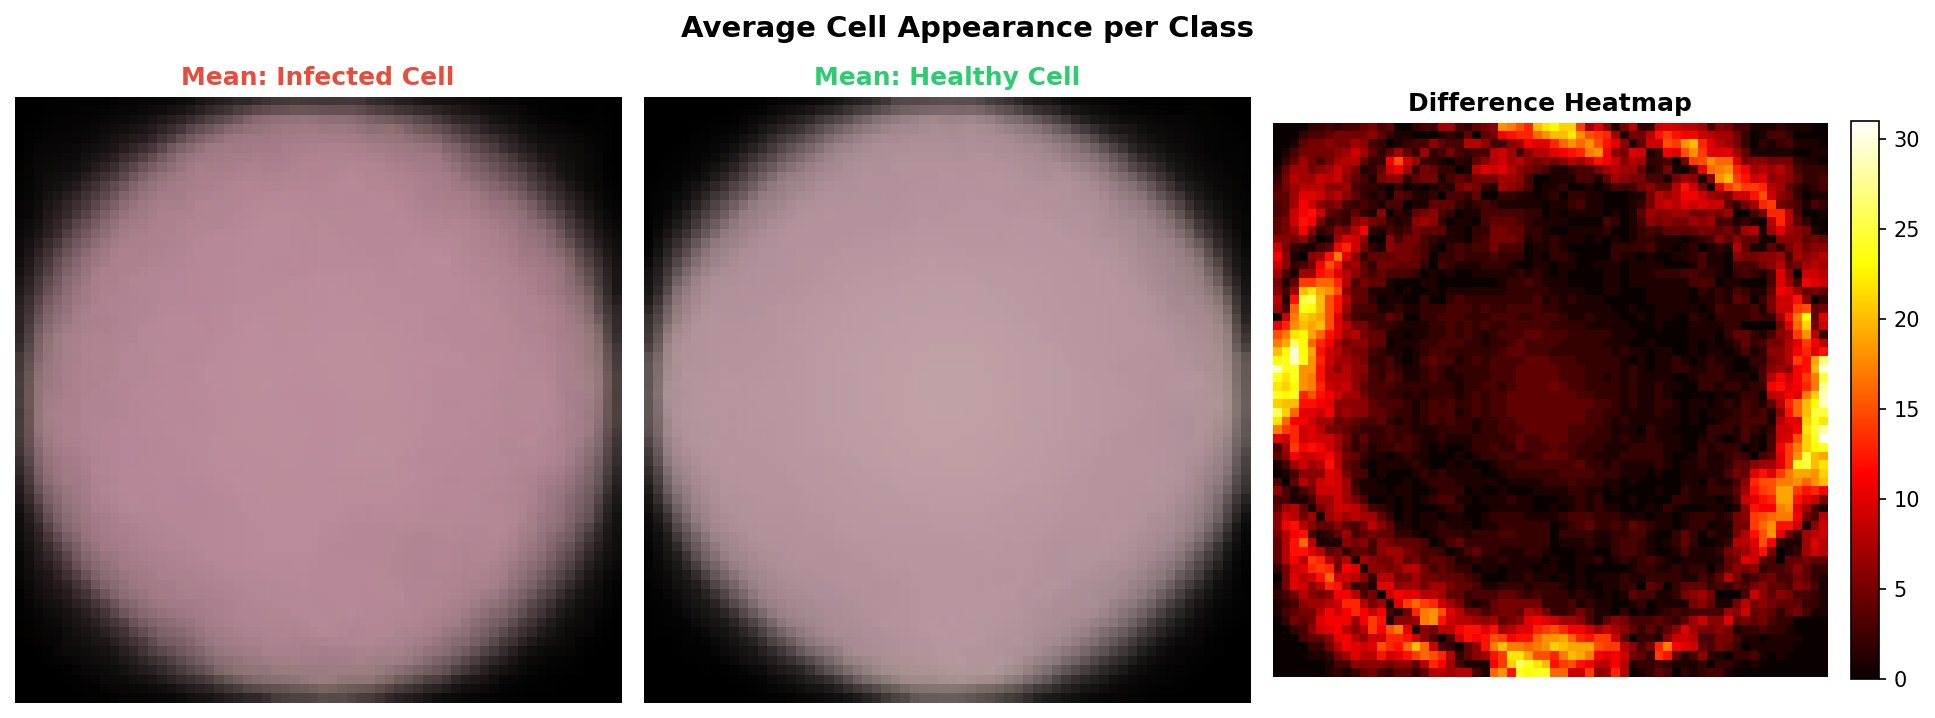 Average Cell Appearance per Class
Mean: Infected Cell
Mean: Healthy Cell
Difference Heatmap
30
25
20
15
10
5
0